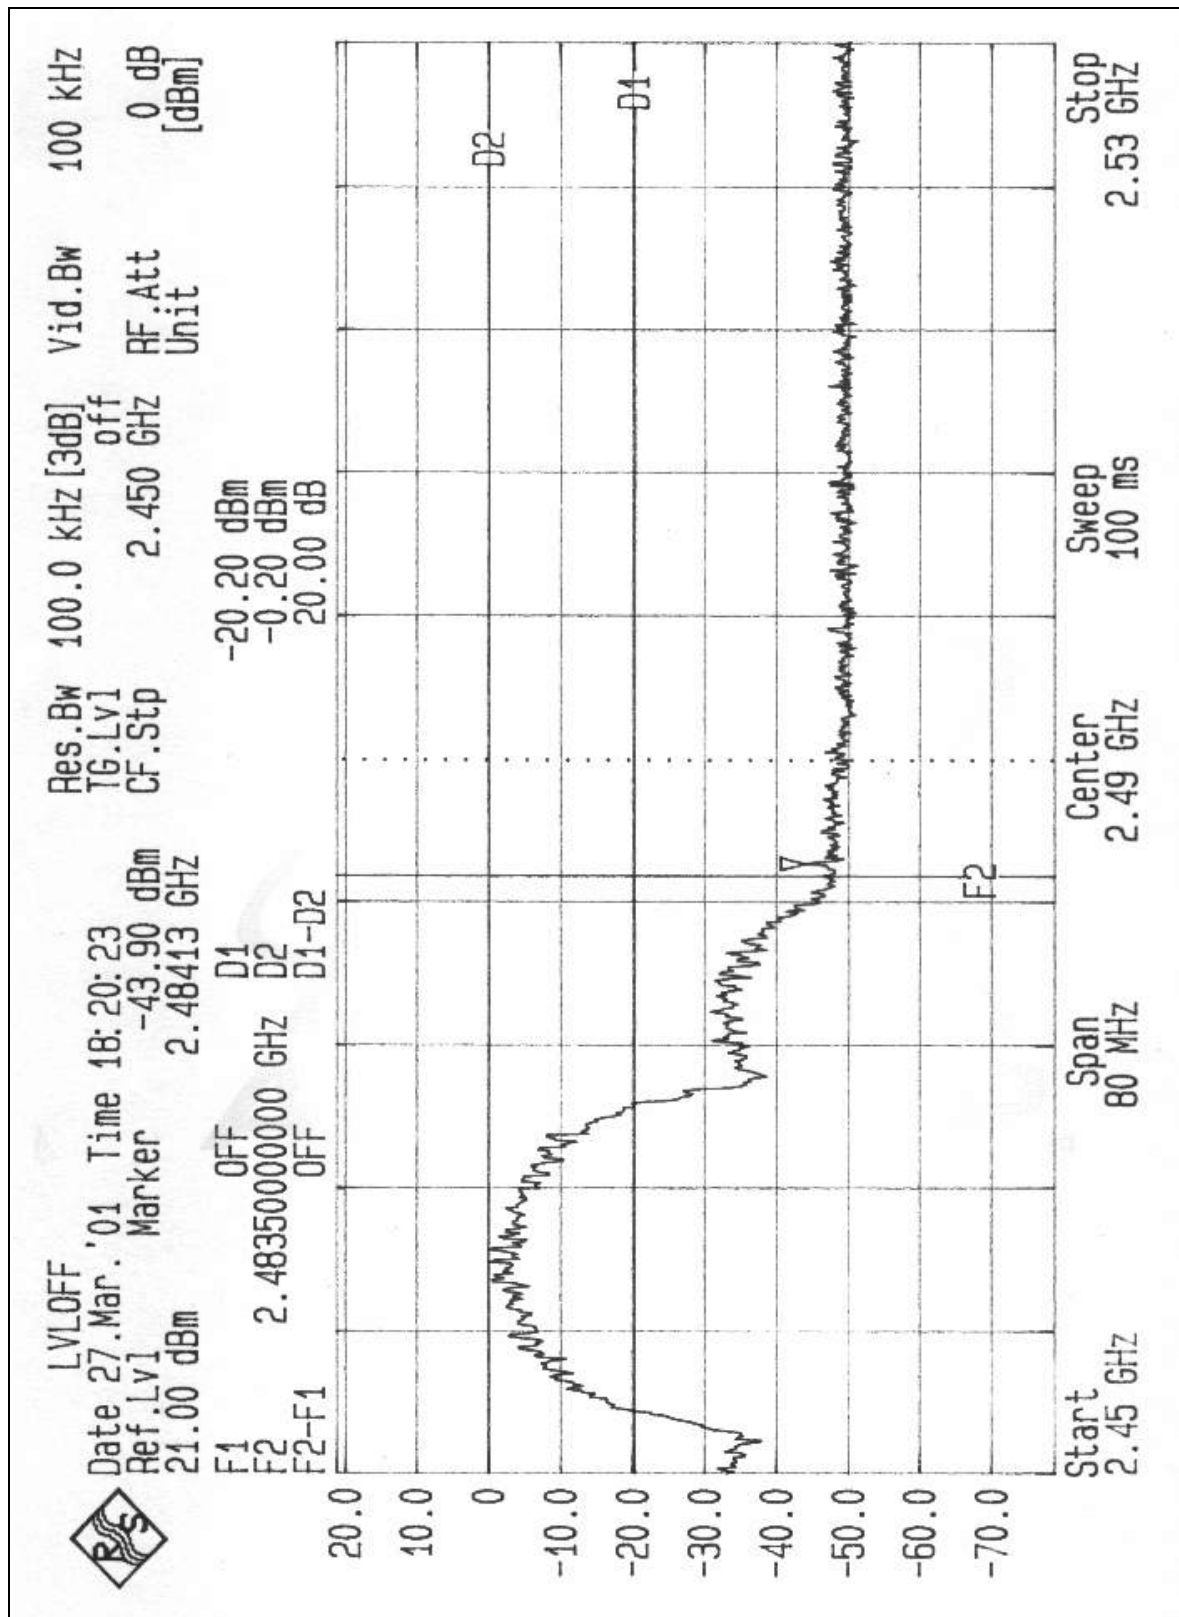 LVLOFF
Date 27.Mar.'01 Time 18:20:23
Ref.Lvl Marker -43.90 dBm
21.00 dBm 2.48413 GHz
Res.Bw 100.0 kHz [3dB] Vid.Bw 100 kHz
TG.Lvl off
CF.Stp 2.450 GHz RF.Att 0 dB
Unit [dBm]
F1 OFF D1 -20.20 dBm
F2 2.483500000 GHz D2 -0.20 dBm
F2-F1 OFF D1-D2 20.00 dB
RS
20.0
10.0
0
D2
-10.0
-20.0
D1
-30.0
-40.0
-50.0
-60.0
-70.0
F2
Start Span Center Sweep Stop
2.45 GHz 80 MHz 2.49 GHz 100 ms 2.53 GHz